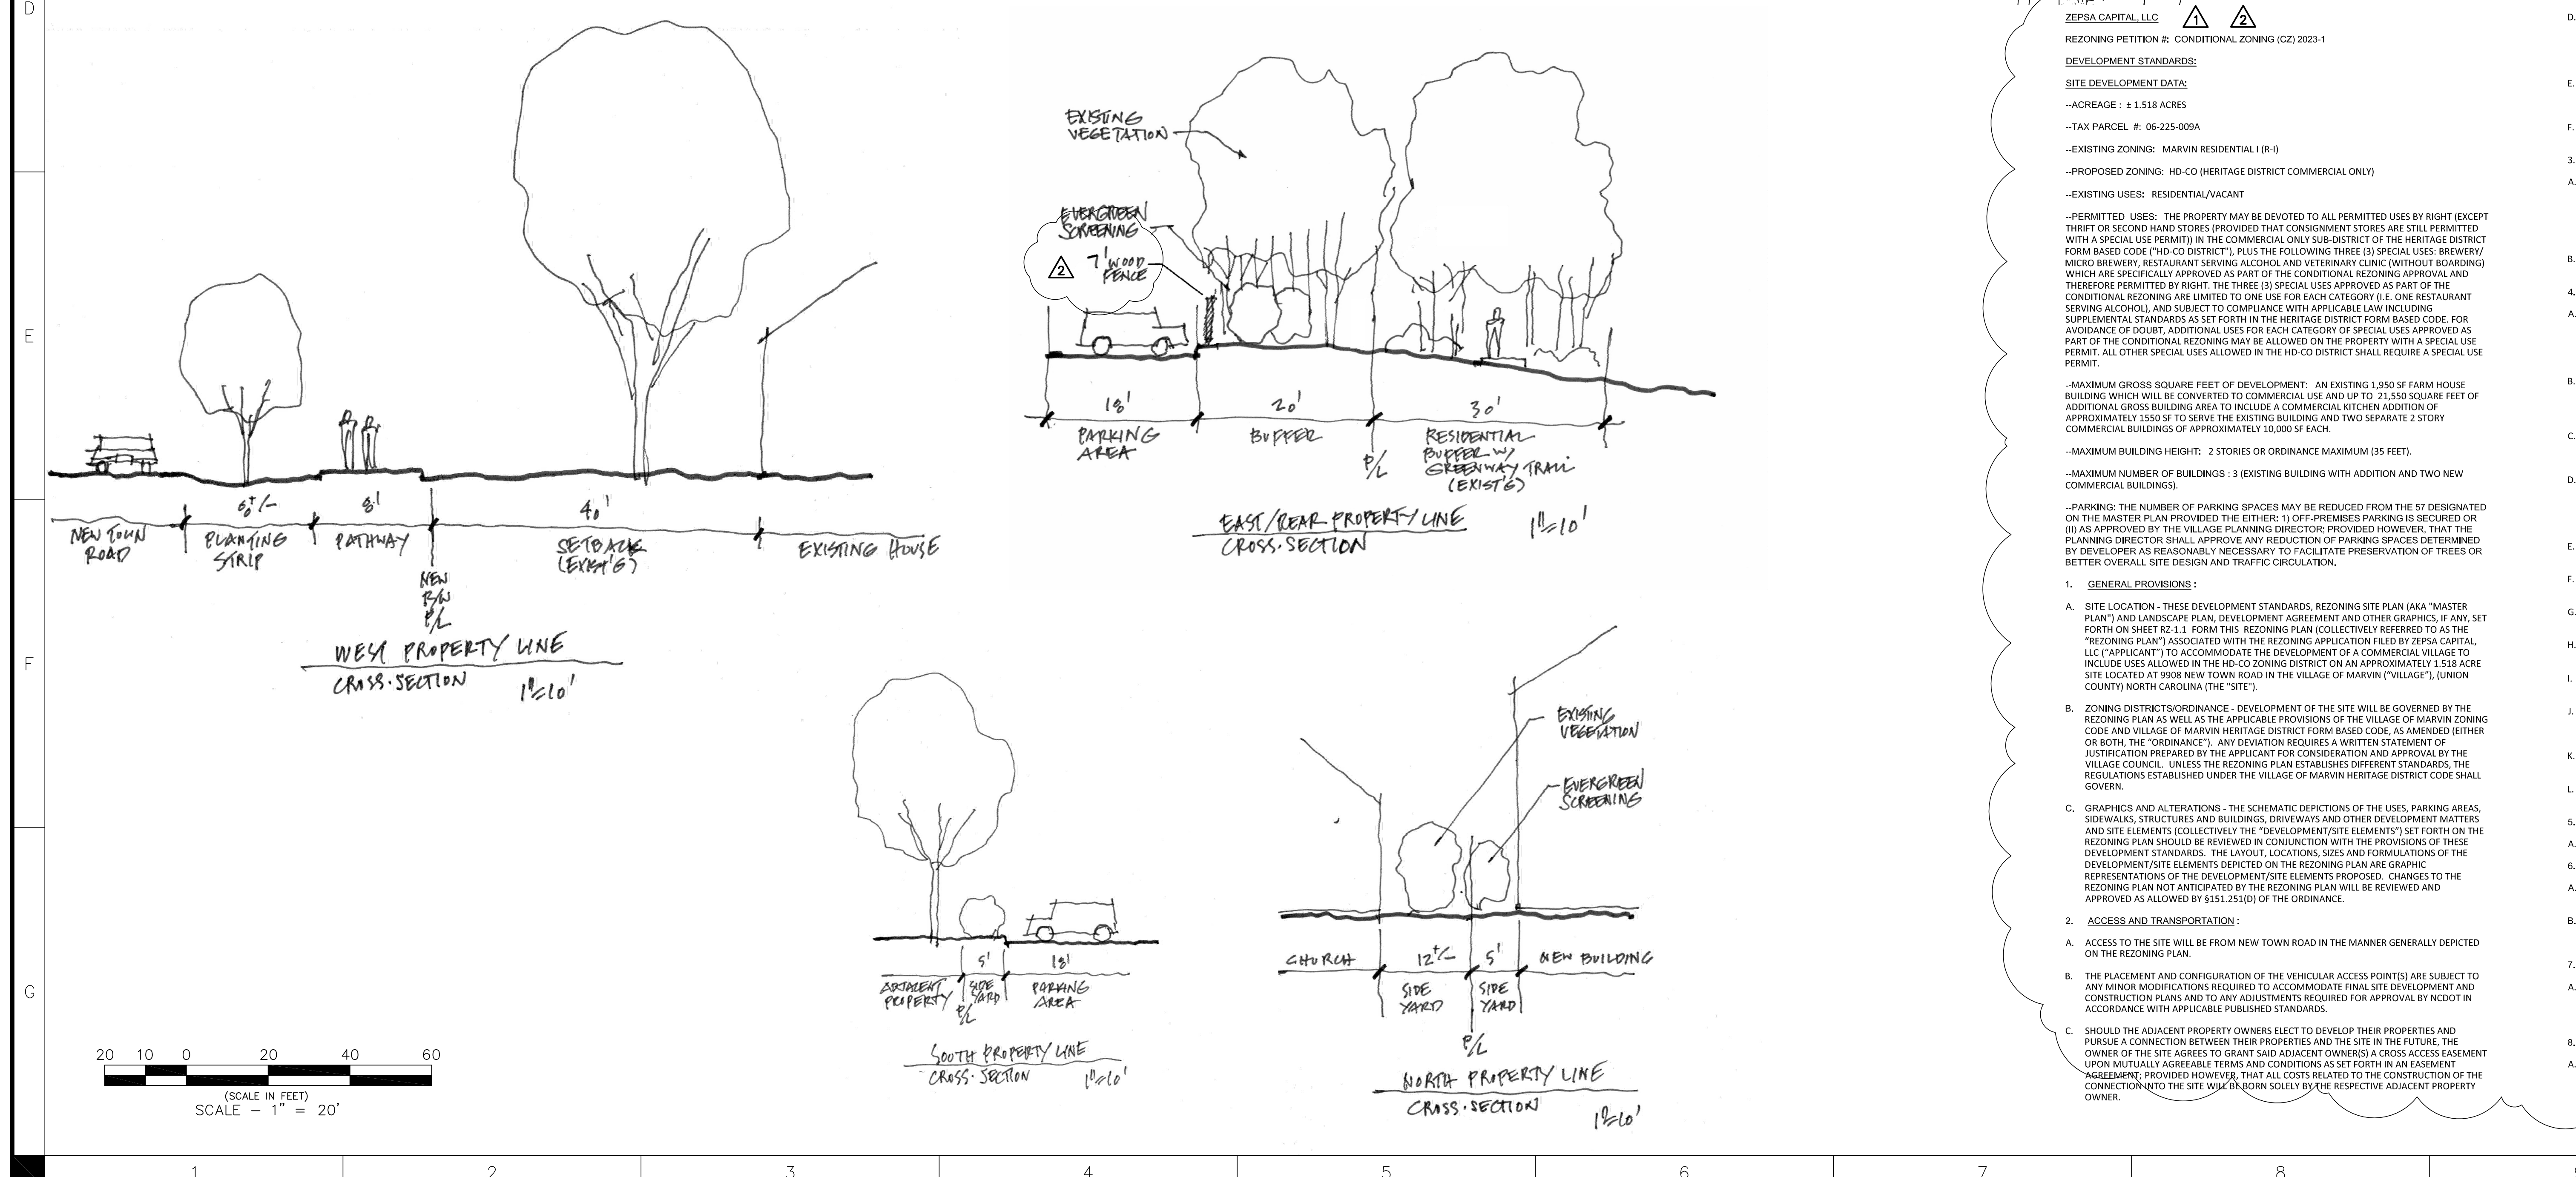 D
E
F
G
EXISTING
VEGETATION
EVERGREEN
SCREENING
2
7' WOOD
FENCE
18'
20'
30'
PARKING
AREA
BUFFER
P/L
RESIDENTIAL
BUFFER W/
GREENWAY TRAIL
(EXIST'G)
EAST/REAR PROPERTY LINE
CROSS-SECTION
1"=10'
8'
40'
NEW TOWN
ROAD
PLANTING
STRIP
PATHWAY
SETBACK
(EXIST'G)
EXISTING HOUSE
NEW
R/W
P/L
WEST PROPERTY LINE
CROSS-SECTION
1"=10'
5'
18'
ADJACENT
PROPERTY
P/L
SIDE
YARD
PARKING
AREA
SOUTH PROPERTY LINE
CROSS-SECTION
1"=10'
EXISTING
VEGETATION
EVERGREEN
SCREENING
CHURCH
12+/-
5'
NEW BUILDING
SIDE
YARD
SIDE
YARD
P/L
NORTH PROPERTY LINE
CROSS-SECTION
1"=10'
20 10 0 20 40 60
(SCALE IN FEET)
SCALE - 1" = 20'
ZEPSA CAPITAL, LLC
1 2
REZONING PETITION #: CONDITIONAL ZONING (CZ) 2023-1
DEVELOPMENT STANDARDS:
SITE DEVELOPMENT DATA:
--ACREAGE : ± 1.518 ACRES
--TAX PARCEL #: 06-225-009A
--EXISTING ZONING: MARVIN RESIDENTIAL I (R-I)
--PROPOSED ZONING: HD-CO (HERITAGE DISTRICT COMMERCIAL ONLY)
--EXISTING USES: RESIDENTIAL/VACANT
--PERMITTED USES: THE PROPERTY MAY BE DEVOTED TO ALL PERMITTED USES BY RIGHT (EXCEPT
THRIFT OR SECOND HAND STORES (PROVIDED THAT CONSIGNMENT STORES ARE STILL PERMITTED
WITH A SPECIAL USE PERMIT)) IN THE COMMERCIAL ONLY SUB-DISTRICT OF THE HERITAGE DISTRICT
FORM BASED CODE ("HD-CO DISTRICT"), PLUS THE FOLLOWING THREE (3) SPECIAL USES: BREWERY/
MICRO BREWERY, RESTAURANT SERVING ALCOHOL AND VETERINARY CLINIC (WITHOUT BOARDING)
WHICH ARE SPECIFICALLY APPROVED AS PART OF THE CONDITIONAL REZONING APPROVAL AND
THEREFORE PERMITTED BY RIGHT. THE THREE (3) SPECIAL USES APPROVED AS PART OF THE
CONDITIONAL REZONING ARE LIMITED TO ONE USE FOR EACH CATEGORY (I.E. ONE RESTAURANT
SERVING ALCOHOL), AND SUBJECT TO COMPLIANCE WITH APPLICABLE LAW INCLUDING
SUPPLEMENTAL STANDARDS AS SET FORTH IN THE HERITAGE DISTRICT FORM BASED CODE. FOR
AVOIDANCE OF DOUBT, ADDITIONAL USES FOR EACH CATEGORY OF SPECIAL USES APPROVED AS
PART OF THE CONDITIONAL REZONING MAY BE ALLOWED ON THE PROPERTY WITH A SPECIAL USE
PERMIT. ALL OTHER SPECIAL USES ALLOWED IN THE HD-CO DISTRICT SHALL REQUIRE A SPECIAL USE
PERMIT.
--MAXIMUM GROSS SQUARE FEET OF DEVELOPMENT: AN EXISTING 1,950 SF FARM HOUSE
BUILDING WHICH WILL BE CONVERTED TO COMMERCIAL USE AND UP TO 21,550 SQUARE FEET OF
ADDITIONAL GROSS BUILDING AREA TO INCLUDE A COMMERCIAL KITCHEN ADDITION OF
APPROXIMATELY 1550 SF TO SERVE THE EXISTING BUILDING AND TWO SEPARATE 2 STORY
COMMERCIAL BUILDINGS OF APPROXIMATELY 10,000 SF EACH.
--MAXIMUM BUILDING HEIGHT: 2 STORIES OR ORDINANCE MAXIMUM (35 FEET).
--MAXIMUM NUMBER OF BUILDINGS : 3 (EXISTING BUILDING WITH ADDITION AND TWO NEW
COMMERCIAL BUILDINGS).
--PARKING: THE NUMBER OF PARKING SPACES MAY BE REDUCED FROM THE 57 DESIGNATED
ON THE MASTER PLAN PROVIDED THE EITHER: 1) OFF-PREMISES PARKING IS SECURED OR
(II) AS APPROVED BY THE VILLAGE PLANNING DIRECTOR; PROVIDED HOWEVER, THAT THE
PLANNING DIRECTOR SHALL APPROVE ANY REDUCTION OF PARKING SPACES DETERMINED
BY DEVELOPER AS REASONABLY NECESSARY TO FACILITATE PRESERVATION OF TREES OR
BETTER OVERALL SITE DESIGN AND TRAFFIC CIRCULATION.
1. GENERAL PROVISIONS :
A. SITE LOCATION - THESE DEVELOPMENT STANDARDS, REZONING SITE PLAN (AKA "MASTER
PLAN") AND LANDSCAPE PLAN, DEVELOPMENT AGREEMENT AND OTHER GRAPHICS, IF ANY, SET
FORTH ON SHEET RZ-1.1 FORM THIS REZONING PLAN (COLLECTIVELY REFERRED TO AS THE
"REZONING PLAN") ASSOCIATED WITH THE REZONING APPLICATION FILED BY ZEPSA CAPITAL,
LLC ("APPLICANT") TO ACCOMMODATE THE DEVELOPMENT OF A COMMERCIAL VILLAGE TO
INCLUDE USES ALLOWED IN THE HD-CO ZONING DISTRICT ON AN APPROXIMATELY 1.518 ACRE
SITE LOCATED AT 9908 NEW TOWN ROAD IN THE VILLAGE OF MARVIN ("VILLAGE"), (UNION
COUNTY) NORTH CAROLINA (THE "SITE").
B. ZONING DISTRICTS/ORDINANCE - DEVELOPMENT OF THE SITE WILL BE GOVERNED BY THE
REZONING PLAN AS WELL AS THE APPLICABLE PROVISIONS OF THE VILLAGE OF MARVIN ZONING
CODE AND VILLAGE OF MARVIN HERITAGE DISTRICT FORM BASED CODE, AS AMENDED (EITHER
OR BOTH, THE "ORDINANCE"). ANY DEVIATION REQUIRES A WRITTEN STATEMENT OF
JUSTIFICATION PREPARED BY THE APPLICANT FOR CONSIDERATION AND APPROVAL BY THE
VILLAGE COUNCIL. UNLESS THE REZONING PLAN ESTABLISHES DIFFERENT STANDARDS, THE
REGULATIONS ESTABLISHED UNDER THE VILLAGE OF MARVIN HERITAGE DISTRICT CODE SHALL
GOVERN.
C. GRAPHICS AND ALTERATIONS - THE SCHEMATIC DEPICTIONS OF THE USES, PARKING AREAS,
SIDEWALKS, STRUCTURES AND BUILDINGS, DRIVEWAYS AND OTHER DEVELOPMENT MATTERS
AND SITE ELEMENTS (COLLECTIVELY THE "DEVELOPMENT/SITE ELEMENTS") SET FORTH ON THE
REZONING PLAN SHOULD BE REVIEWED IN CONJUNCTION WITH THE PROVISIONS OF THESE
DEVELOPMENT STANDARDS. THE LAYOUT, LOCATIONS, SIZES AND FORMULATIONS OF THE
DEVELOPMENT/SITE ELEMENTS DEPICTED ON THE REZONING PLAN ARE GRAPHIC
REPRESENTATIONS OF THE DEVELOPMENT/SITE ELEMENTS PROPOSED. CHANGES TO THE
REZONING PLAN NOT ANTICIPATED BY THE REZONING PLAN WILL BE REVIEWED AND
APPROVED AS ALLOWED BY §151.251(D) OF THE ORDINANCE.
2. ACCESS AND TRANSPORTATION :
A. ACCESS TO THE SITE WILL BE FROM NEW TOWN ROAD IN THE MANNER GENERALLY DEPICTED
ON THE REZONING PLAN.
B. THE PLACEMENT AND CONFIGURATION OF THE VEHICULAR ACCESS POINT(S) ARE SUBJECT TO
ANY MINOR MODIFICATIONS REQUIRED TO ACCOMMODATE FINAL SITE DEVELOPMENT AND
CONSTRUCTION PLANS AND TO ANY ADJUSTMENTS REQUIRED FOR APPROVAL BY NCDOT IN
ACCORDANCE WITH APPLICABLE PUBLISHED STANDARDS.
C. SHOULD THE ADJACENT PROPERTY OWNERS ELECT TO DEVELOP THEIR PROPERTIES AND
PURSUE A CONNECTION BETWEEN THEIR PROPERTIES AND THE SITE IN THE FUTURE, THE
OWNER OF THE SITE AGREES TO GRANT SAID ADJACENT OWNER(S) A CROSS ACCESS EASEMENT
UPON MUTUALLY AGREEABLE TERMS AND CONDITIONS AS SET FORTH IN AN EASEMENT
AGREEMENT; PROVIDED HOWEVER, THAT ALL COSTS RELATED TO THE CONSTRUCTION OF THE
CONNECTION INTO THE SITE WILL BE BORN SOLELY BY THE RESPECTIVE ADJACENT PROPERTY
OWNER.
D.
E.
F.
3.
A.
B.
4.
A.
B.
C.
D.
E.
F.
G.
H.
I.
J.
K.
L.
5.
A.
6.
A.
B.
7.
A.
8.
A.
1 2 3 4 5 6 7 8